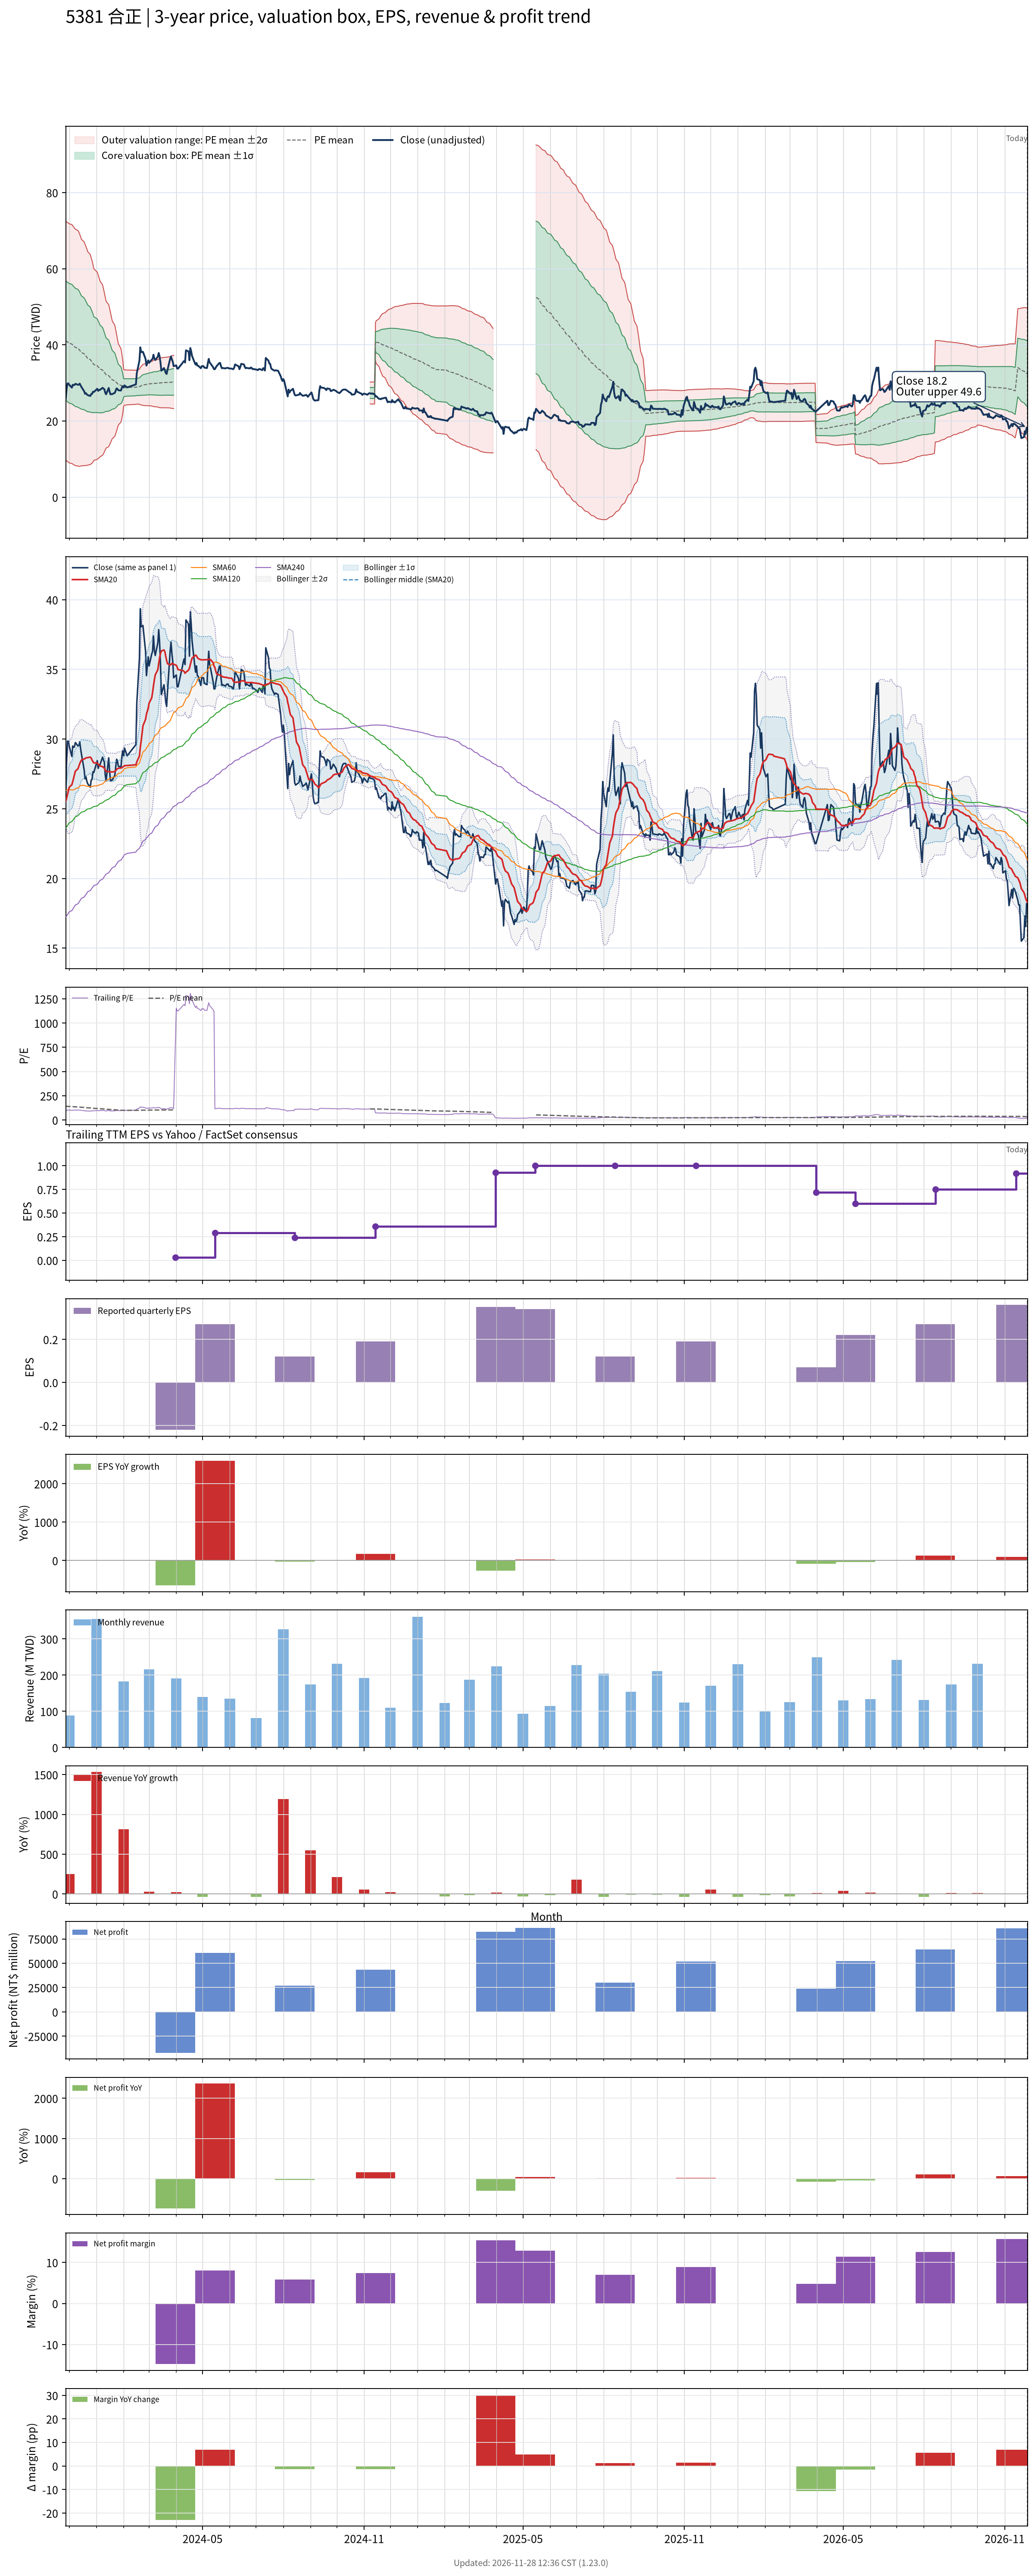 5381 合正 | 3-year price, valuation box, EPS, revenue & profit trend
Outer valuation range: PE mean ±2σ
Core valuation box: PE mean ±1σ
PE mean
Close (unadjusted)
Today
Price (TWD)
80
60
40
20
0
Close 18.2
Outer upper 49.6
Close (same as panel 1)
SMA20
SMA60
SMA120
SMA240
Bollinger ±2σ
Bollinger ±1σ
Bollinger middle (SMA20)
Price
40
35
30
25
20
15
Trailing P/E
P/E mean
P/E
1250
1000
750
500
250
0
Trailing TTM EPS vs Yahoo / FactSet consensus
Today
EPS
1.00
0.75
0.50
0.25
0.00
Reported quarterly EPS
EPS
0.2
0.0
-0.2
EPS YoY growth
YoY (%)
2000
1000
0
Monthly revenue
Revenue (M TWD)
300
200
100
0
Revenue YoY growth
YoY (%)
1500
1000
500
0
Month
Net profit
Net profit (NT$ million)
75000
50000
25000
0
-25000
Net profit YoY
YoY (%)
2000
1000
0
Net profit margin
Margin (%)
10
0
-10
Margin YoY change
Δ margin (pp)
30
20
10
0
-10
-20
2024-05
2024-11
2025-05
2025-11
2026-05
2026-11
Updated: 2026-11-28 12:36 CST (1.23.0)